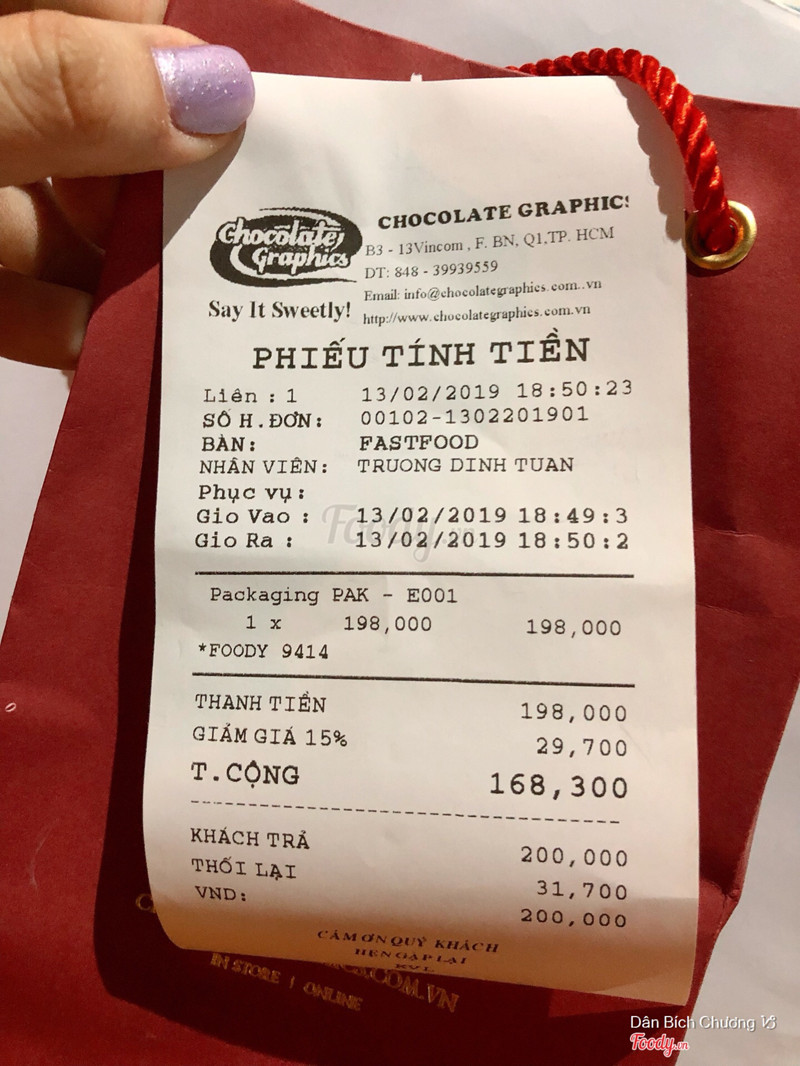 Chocolate
Graphics
Say It Sweetly!
CHOCOLATE GRAPHICS
B3 - 13Vincom , F. BN, Q1,TP. HCM
DT: 848 - 39939559
Email: info@chocolategraphics.com..vn
http://www.chocolategraphics.com.vn
PHIẾU TÍNH TIỀN
Liên : 1 13/02/2019 18:50:23
SỐ H.ĐƠN: 00102-1302201901
BÀN: FASTFOOD
NHÂN VIÊN: TRUONG DINH TUAN
Phục vụ:
Gio Vao : 13/02/2019 18:49:3
Gio Ra : 13/02/2019 18:50:2
Foody.vn
Packaging PAK - E001
1 x 198,000 198,000
*FOODY 9414
THANH TIỀN 198,000
GIẢM GIÁ 15% 29,700
T.CỘNG 168,300
KHÁCH TRẢ 200,000
THỐI LẠI 31,700
VND: 200,000
CẢM ƠN QUÝ KHÁCH
HẸN GẶP LẠI
.COM.VN
IN STORE | ONLINE
Dân Bích Chương
Foody.vn